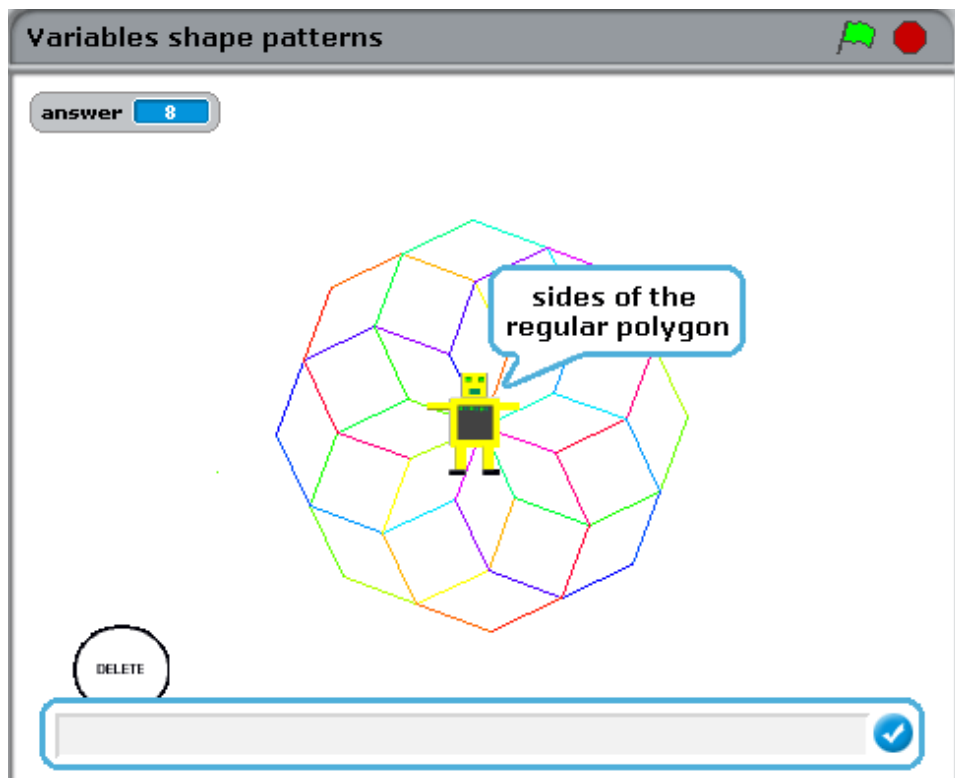 Variables shape patterns
answer 8
sides of the
regular polygon
DELETE